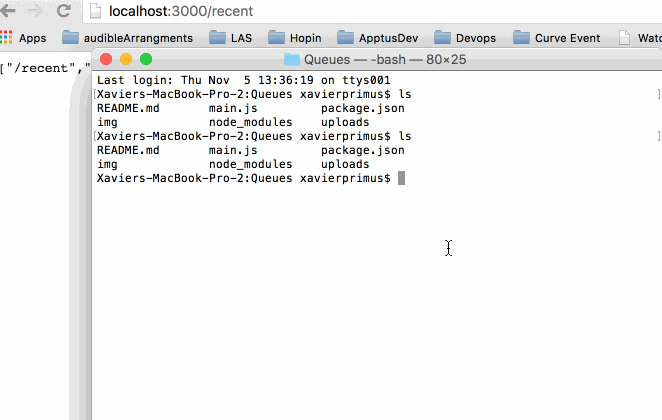 localhost:3000/recent
Apps audibleArrangments LAS Hopin ApptusDev Devops Curve Event Watc
["/recent","
Queues — -bash — 80×25
Last login: Thu Nov  5 13:36:19 on ttys001
[Xaviers-MacBook-Pro-2:Queues xavierprimus$ ls ]
README.md       main.js         package.json
img             node_modules    uploads
[Xaviers-MacBook-Pro-2:Queues xavierprimus$ ls ]
README.md       main.js         package.json
img             node_modules    uploads
Xaviers-MacBook-Pro-2:Queues xavierprimus$